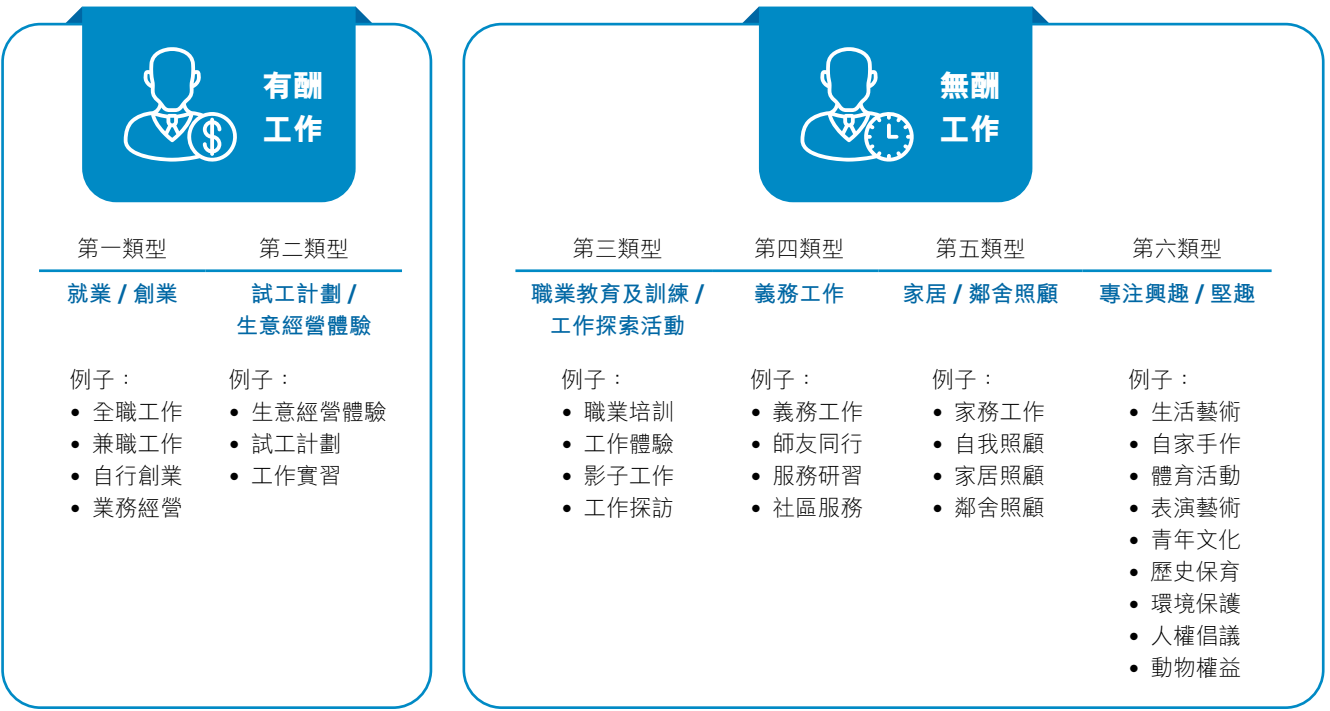 有酬
工作
第一類型
就業 / 創業
例子：
• 全職工作
• 兼職工作
• 自行創業
• 業務經營
第二類型
試工計劃 /
生意經營體驗
例子：
• 生意經營體驗
• 試工計劃
• 工作實習
無酬
工作
第三類型
職業教育及訓練 /
工作探索活動
例子：
• 職業培訓
• 工作體驗
• 影子工作
• 工作探訪
第四類型
義務工作
例子：
• 義務工作
• 師友同行
• 服務研習
• 社區服務
第五類型
家居 / 鄰舍照顧
例子：
• 家務工作
• 自我照顧
• 家居照顧
• 鄰舍照顧
第六類型
專注興趣 / 堅趣
例子：
• 生活藝術
• 自家手作
• 體育活動
• 表演藝術
• 青年文化
• 歷史保育
• 環境保護
• 人權倡議
• 動物權益